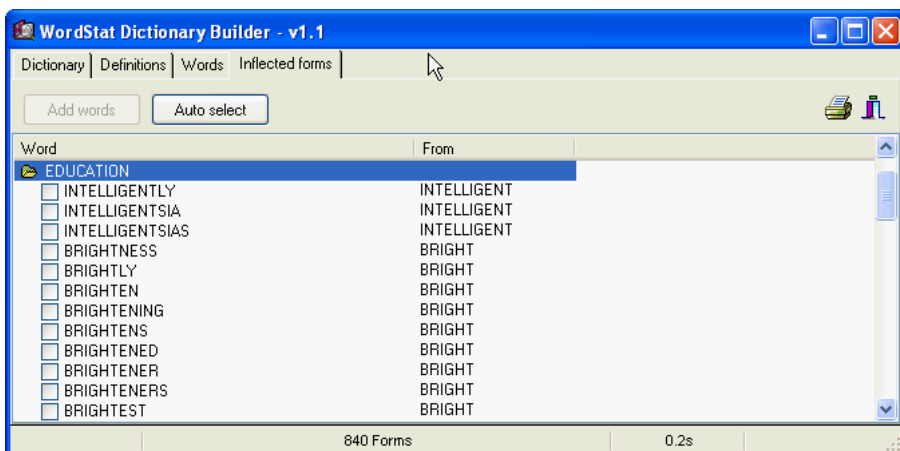 WordStat Dictionary Builder - v1.1
Dictionary Definitions Words Inflected forms
Add words Auto select
Word From
EDUCATION
INTELLIGENTLY INTELLIGENT
INTELLIGENTSIA INTELLIGENT
INTELLIGENTSIAS INTELLIGENT
BRIGHTNESS BRIGHT
BRIGHTLY BRIGHT
BRIGHTEN BRIGHT
BRIGHTENING BRIGHT
BRIGHTENS BRIGHT
BRIGHTENED BRIGHT
BRIGHTENER BRIGHT
BRIGHTENERS BRIGHT
BRIGHTEST BRIGHT
840 Forms 0.2s